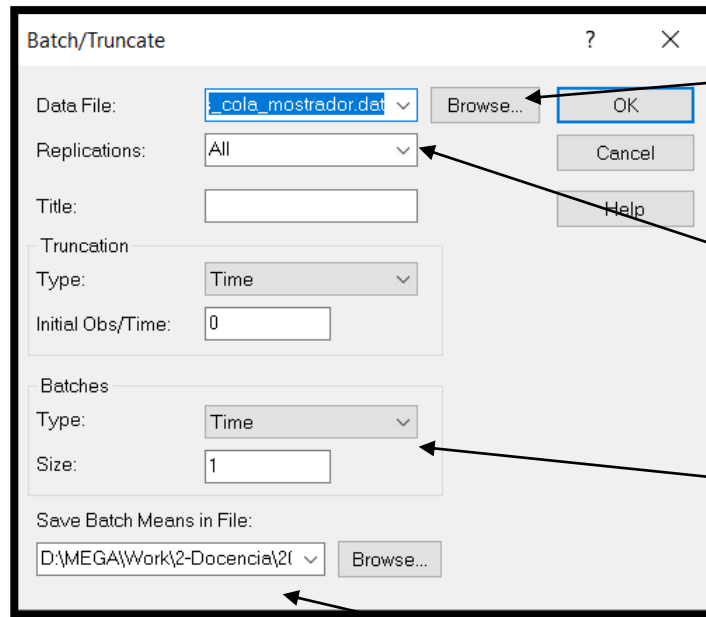 Batch/Truncate ? ×
Data File: :_cola_mostrador.dat Browse... OK
Replications: All Cancel
Title: Help
Truncation
Type: Time
Initial Obs/Time: 0
Batches
Type: Time
Size: 1
Save Batch Means in File:
D:\MEGA\Work\2-Docencia\2( Browse...